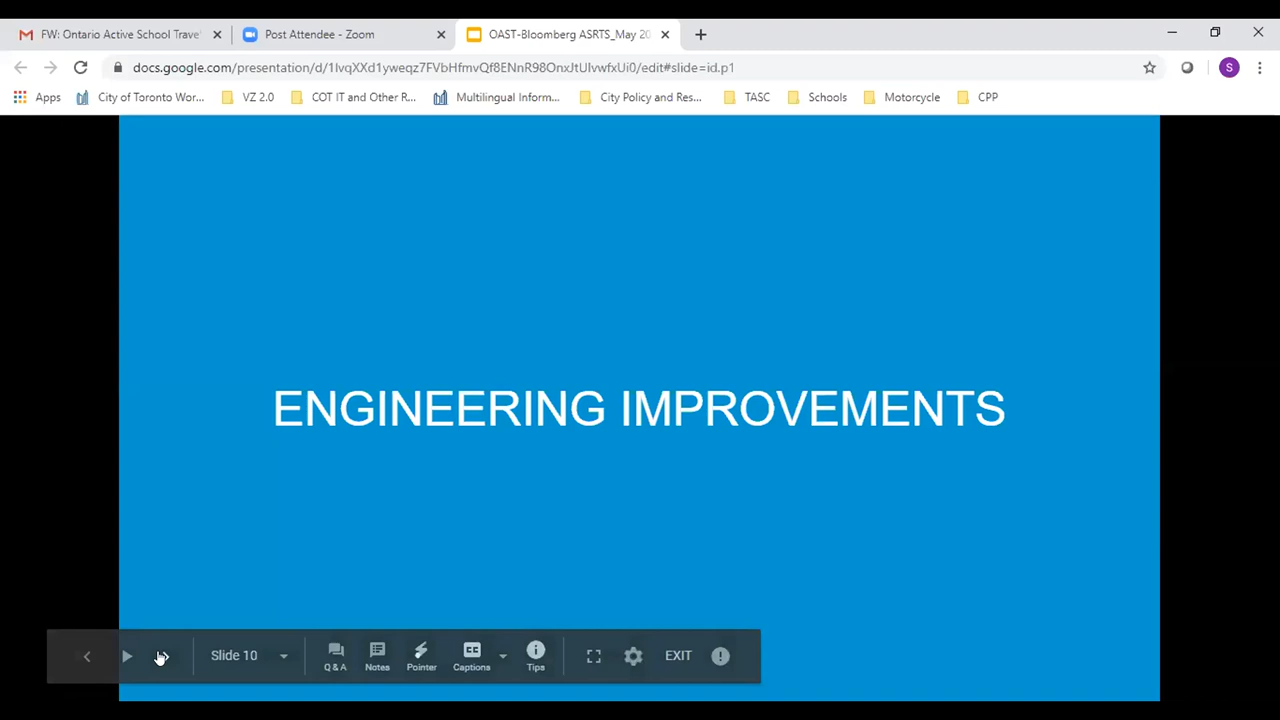 FW: Ontario Active School Trave
Post Attendee - Zoom
OAST-Bloomberg ASRTS_May 20
docs.google.com/presentation/d/1IvqXXd1yweqz7FVbHfmvQf8ENnR98OnxJtUIvwfxUi0/edit#slide=id.p1
S
Apps
City of Toronto Wor...
VZ 2.0
COT IT and Other R...
Multilingual Inform...
City Policy and Res...
TASC
Schools
Motorcycle
CPP
ENGINEERING IMPROVEMENTS
Slide 10
Q & A
Notes
Pointer
Captions
Tips
EXIT